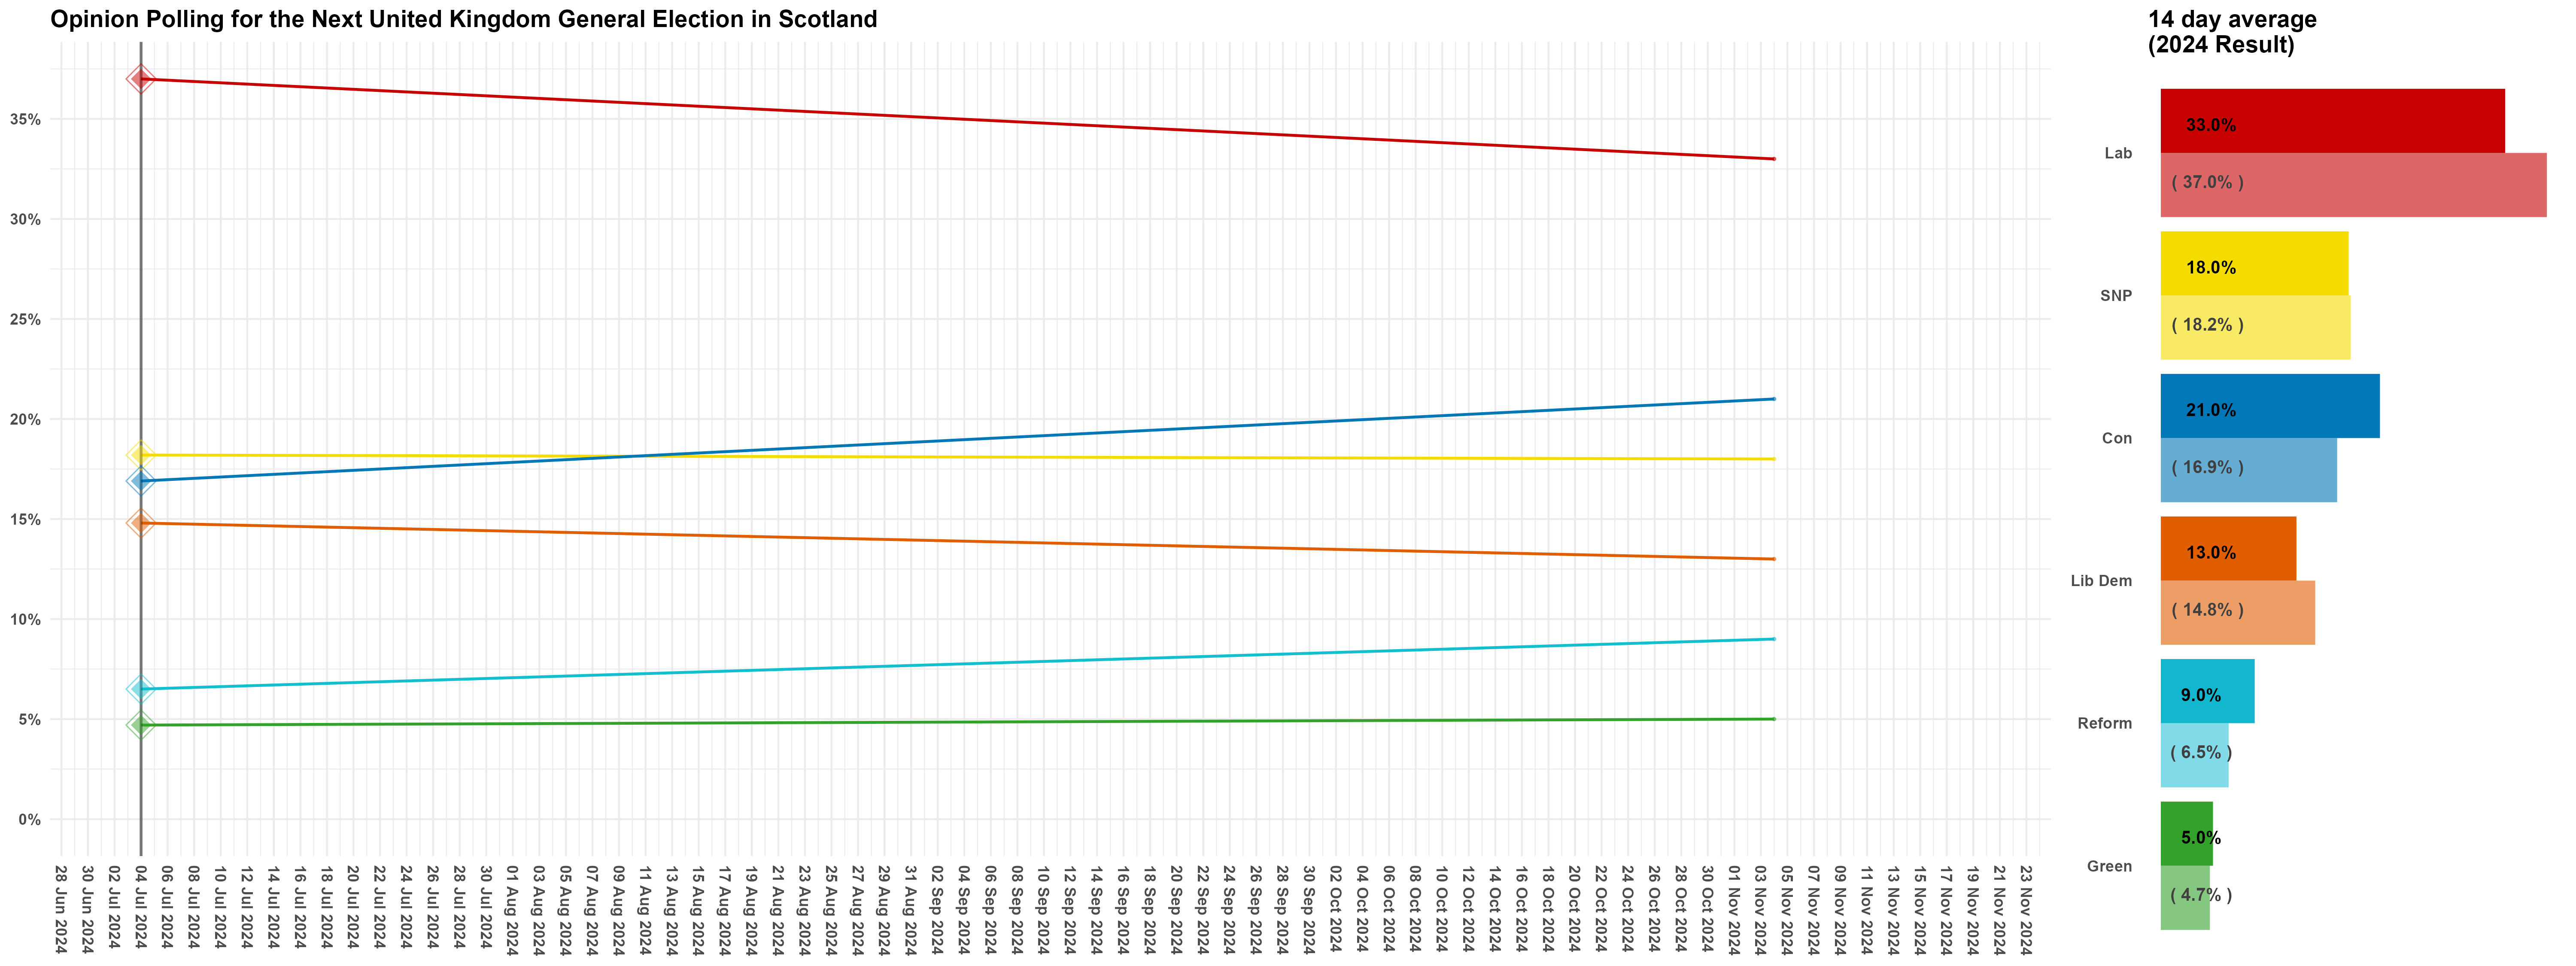 Opinion Polling for the Next United Kingdom General Election in Scotland
35%
30%
25%
20%
15%
10%
5%
0%
28 Jun 2024
30 Jun 2024
02 Jul 2024
04 Jul 2024
06 Jul 2024
08 Jul 2024
10 Jul 2024
12 Jul 2024
14 Jul 2024
16 Jul 2024
18 Jul 2024
20 Jul 2024
22 Jul 2024
24 Jul 2024
26 Jul 2024
28 Jul 2024
30 Jul 2024
01 Aug 2024
03 Aug 2024
05 Aug 2024
07 Aug 2024
09 Aug 2024
11 Aug 2024
13 Aug 2024
15 Aug 2024
17 Aug 2024
19 Aug 2024
21 Aug 2024
23 Aug 2024
25 Aug 2024
27 Aug 2024
29 Aug 2024
31 Aug 2024
02 Sep 2024
04 Sep 2024
06 Sep 2024
08 Sep 2024
10 Sep 2024
12 Sep 2024
14 Sep 2024
16 Sep 2024
18 Sep 2024
20 Sep 2024
22 Sep 2024
24 Sep 2024
26 Sep 2024
28 Sep 2024
30 Sep 2024
02 Oct 2024
04 Oct 2024
06 Oct 2024
08 Oct 2024
10 Oct 2024
12 Oct 2024
14 Oct 2024
16 Oct 2024
18 Oct 2024
20 Oct 2024
22 Oct 2024
24 Oct 2024
26 Oct 2024
28 Oct 2024
30 Oct 2024
01 Nov 2024
03 Nov 2024
05 Nov 2024
07 Nov 2024
09 Nov 2024
11 Nov 2024
13 Nov 2024
15 Nov 2024
17 Nov 2024
19 Nov 2024
21 Nov 2024
23 Nov 2024
14 day average
(2024 Result)
33.0%
Lab
( 37.0% )
18.0%
SNP
( 18.2% )
21.0%
Con
( 16.9% )
13.0%
Lib Dem
( 14.8% )
9.0%
Reform
( 6.5% )
5.0%
Green
( 4.7% )